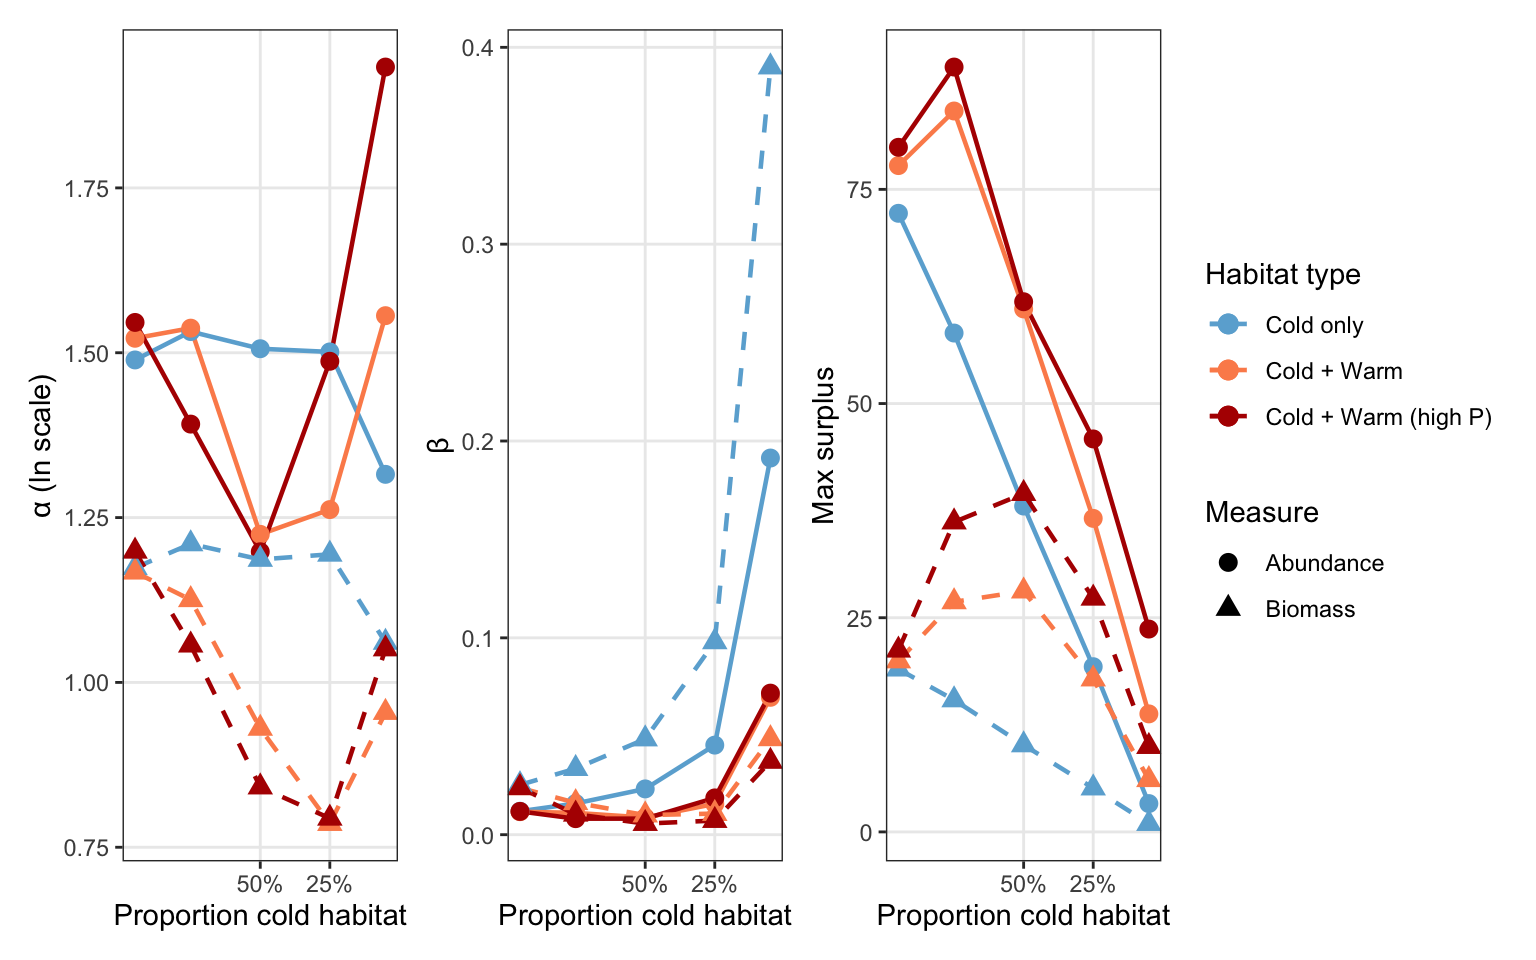 α (ln scale)
1.75
1.50
1.25
1.00
0.75
50% 25%
Proportion cold habitat
β
0.4
0.3
0.2
0.1
0.0
50% 25%
Proportion cold habitat
Max surplus
75
50
25
0
50% 25%
Proportion cold habitat
Habitat type
Cold only
Cold + Warm
Cold + Warm (high P)
Measure
Abundance
Biomass